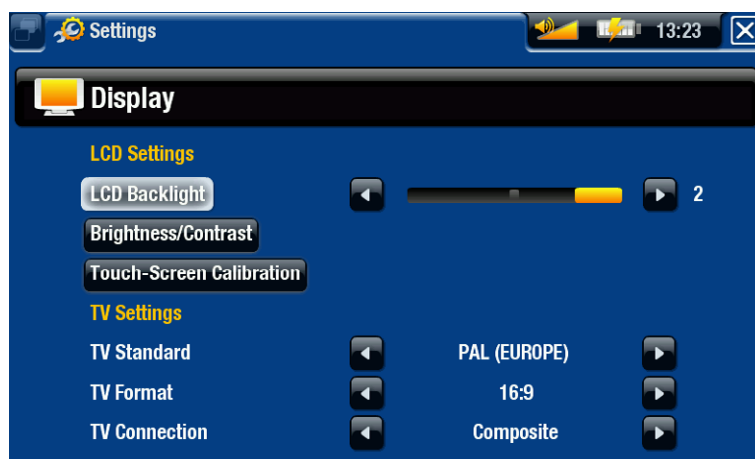 Settings 13:23
Display
LCD Settings
LCD Backlight 2
Brightness/Contrast
Touch-Screen Calibration
TV Settings
TV Standard PAL (EUROPE)
TV Format 16:9
TV Connection Composite